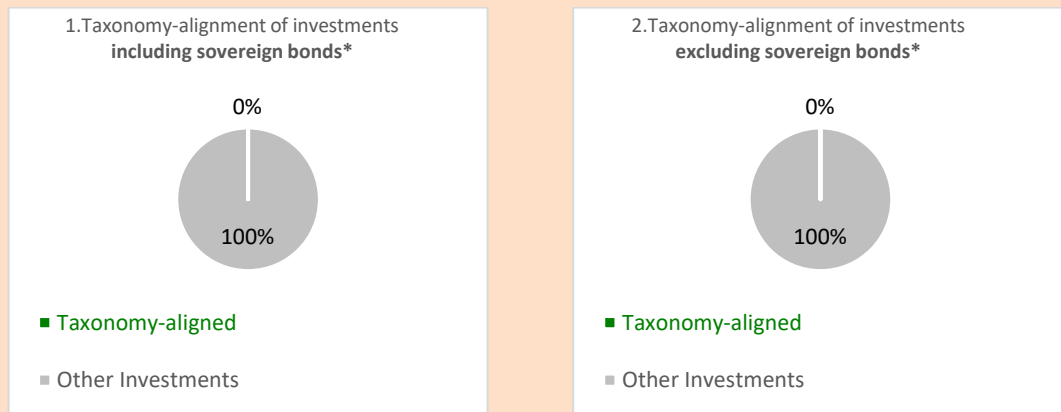 1.Taxonomy-alignment of investments
including sovereign bonds*
0%
100%
Taxonomy-aligned
Other Investments
2.Taxonomy-alignment of investments
excluding sovereign bonds*
0%
100%
Taxonomy-aligned
Other Investments